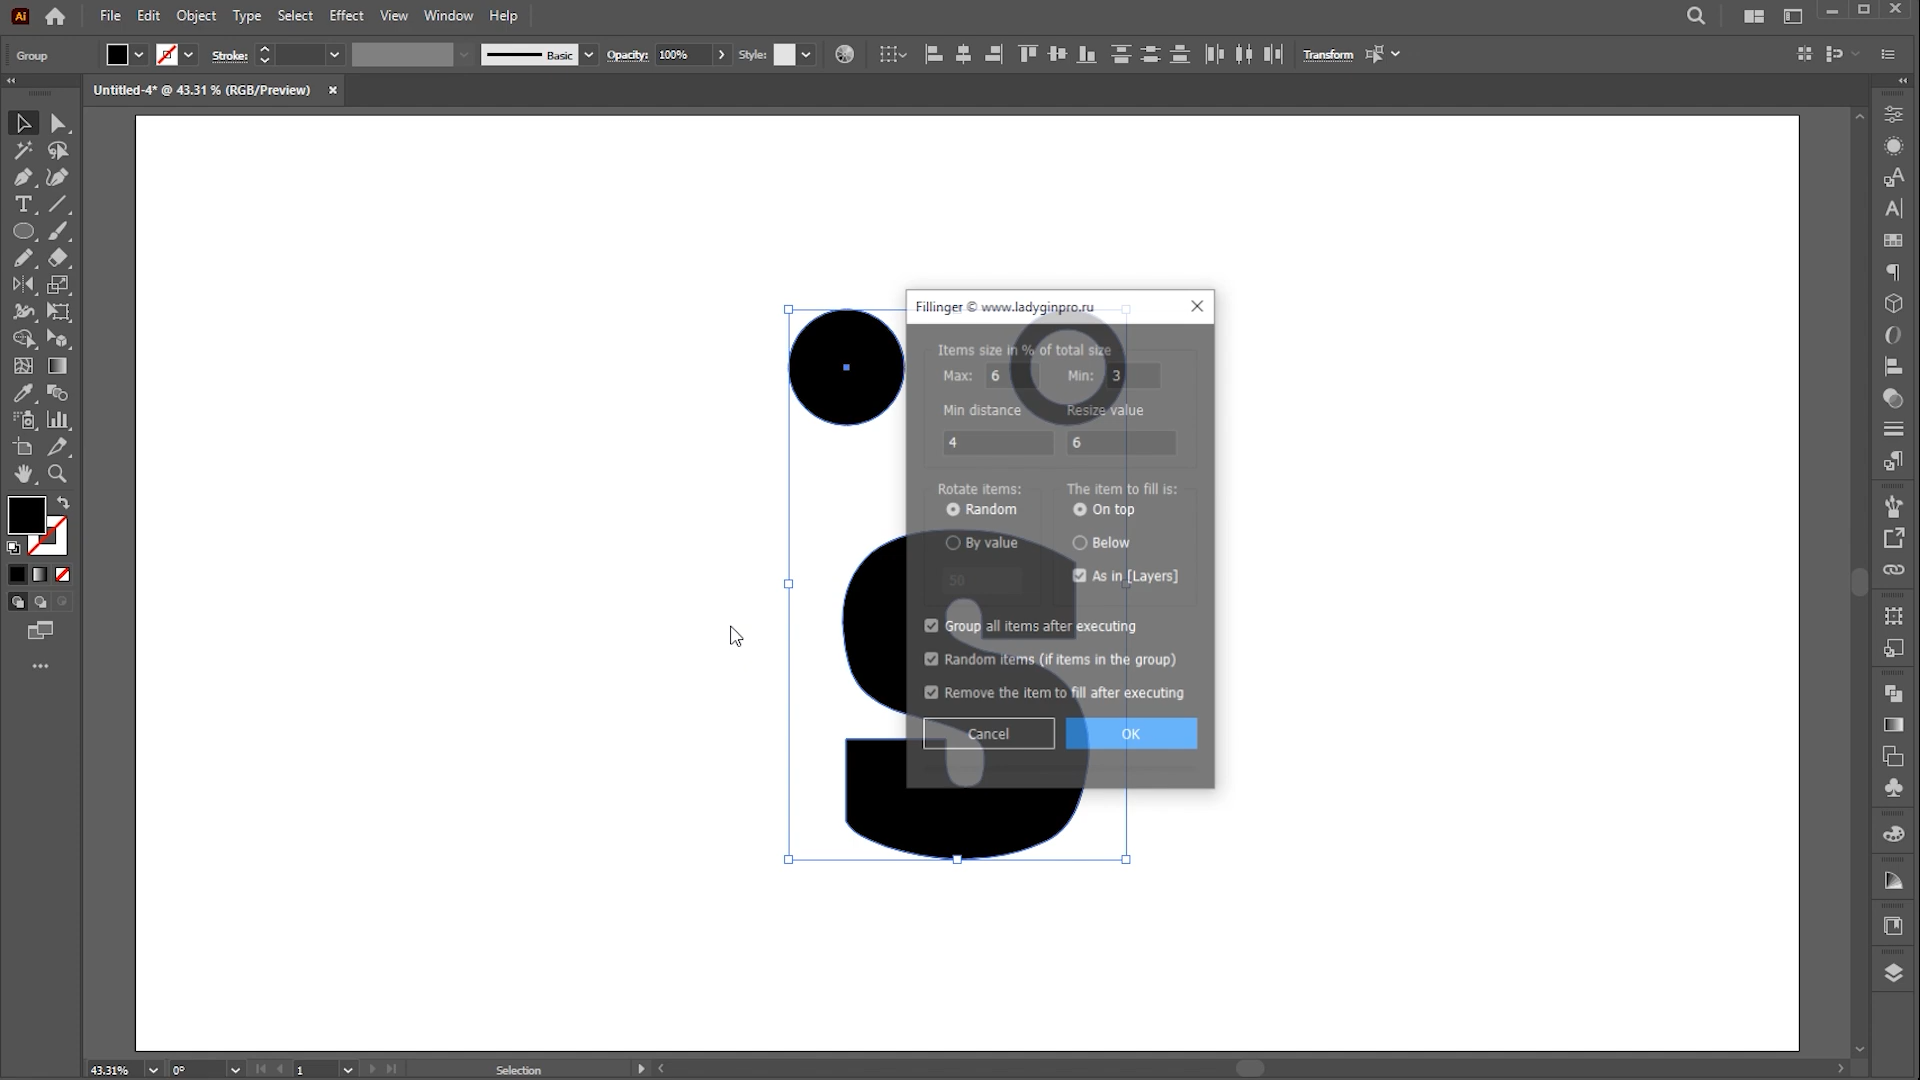 Ai File Edit Object Type Select Effect View Window Help
Group Stroke: Basic Opacity: 100% Style: Transform
Untitled-4* @ 43.31 % (RGB/Preview)
Fillinger © www.ladyginpro.ru
Items size in % of total size
Max: 6 Min: 3
Min distance Resize value
4 6
Rotate items: The item to fill is:
Random On top
By value Below
50 As in [Layers]
Group all items after executing
Random items (if items in the group)
Remove the item to fill after executing
Cancel OK
S
43.31% 0° 1 Selection